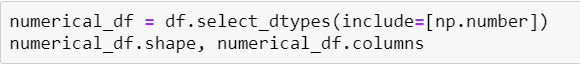 numerical_df = df.select_dtypes(include=[np.number])
numerical_df.shape, numerical_df.columns